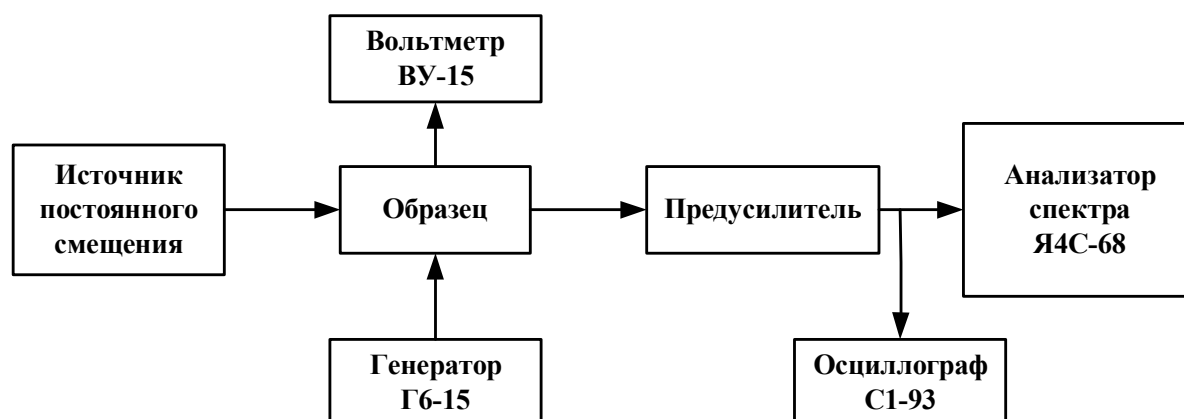 Вольтметр
ВУ-15
Источник
постоянного
смещения
Образец
Предусилитель
Анализатор
спектра
Я4С-68
Генератор
Г6-15
Осциллограф
С1-93